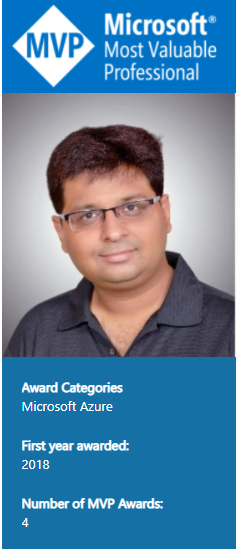 MVP
Microsoft®
Most Valuable
Professional
Award Categories
Microsoft Azure
First year awarded:
2018
Number of MVP Awards:
4